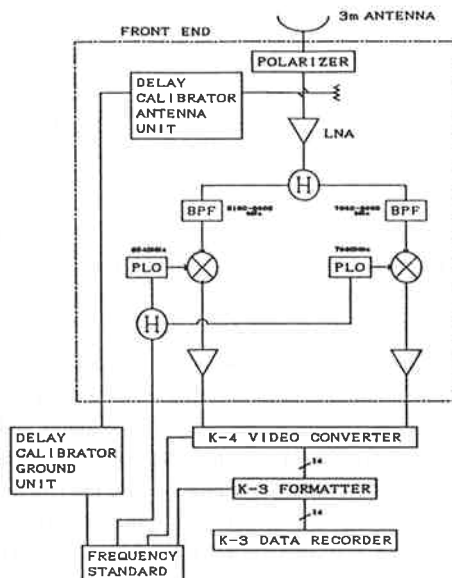 3m ANTENNA
FRONT END
POLARIZER
DELAY
CALIBRATOR
ANTENNA
UNIT
LNA
H
BPF
BPF
PLO
PLO
H
DELAY
CALIBRATOR
GROUND
UNIT
K-4 VIDEO CONVERTER
14
K-3 FORMATTER
14
K-3 DATA RECORDER
FREQUENCY
STANDARD